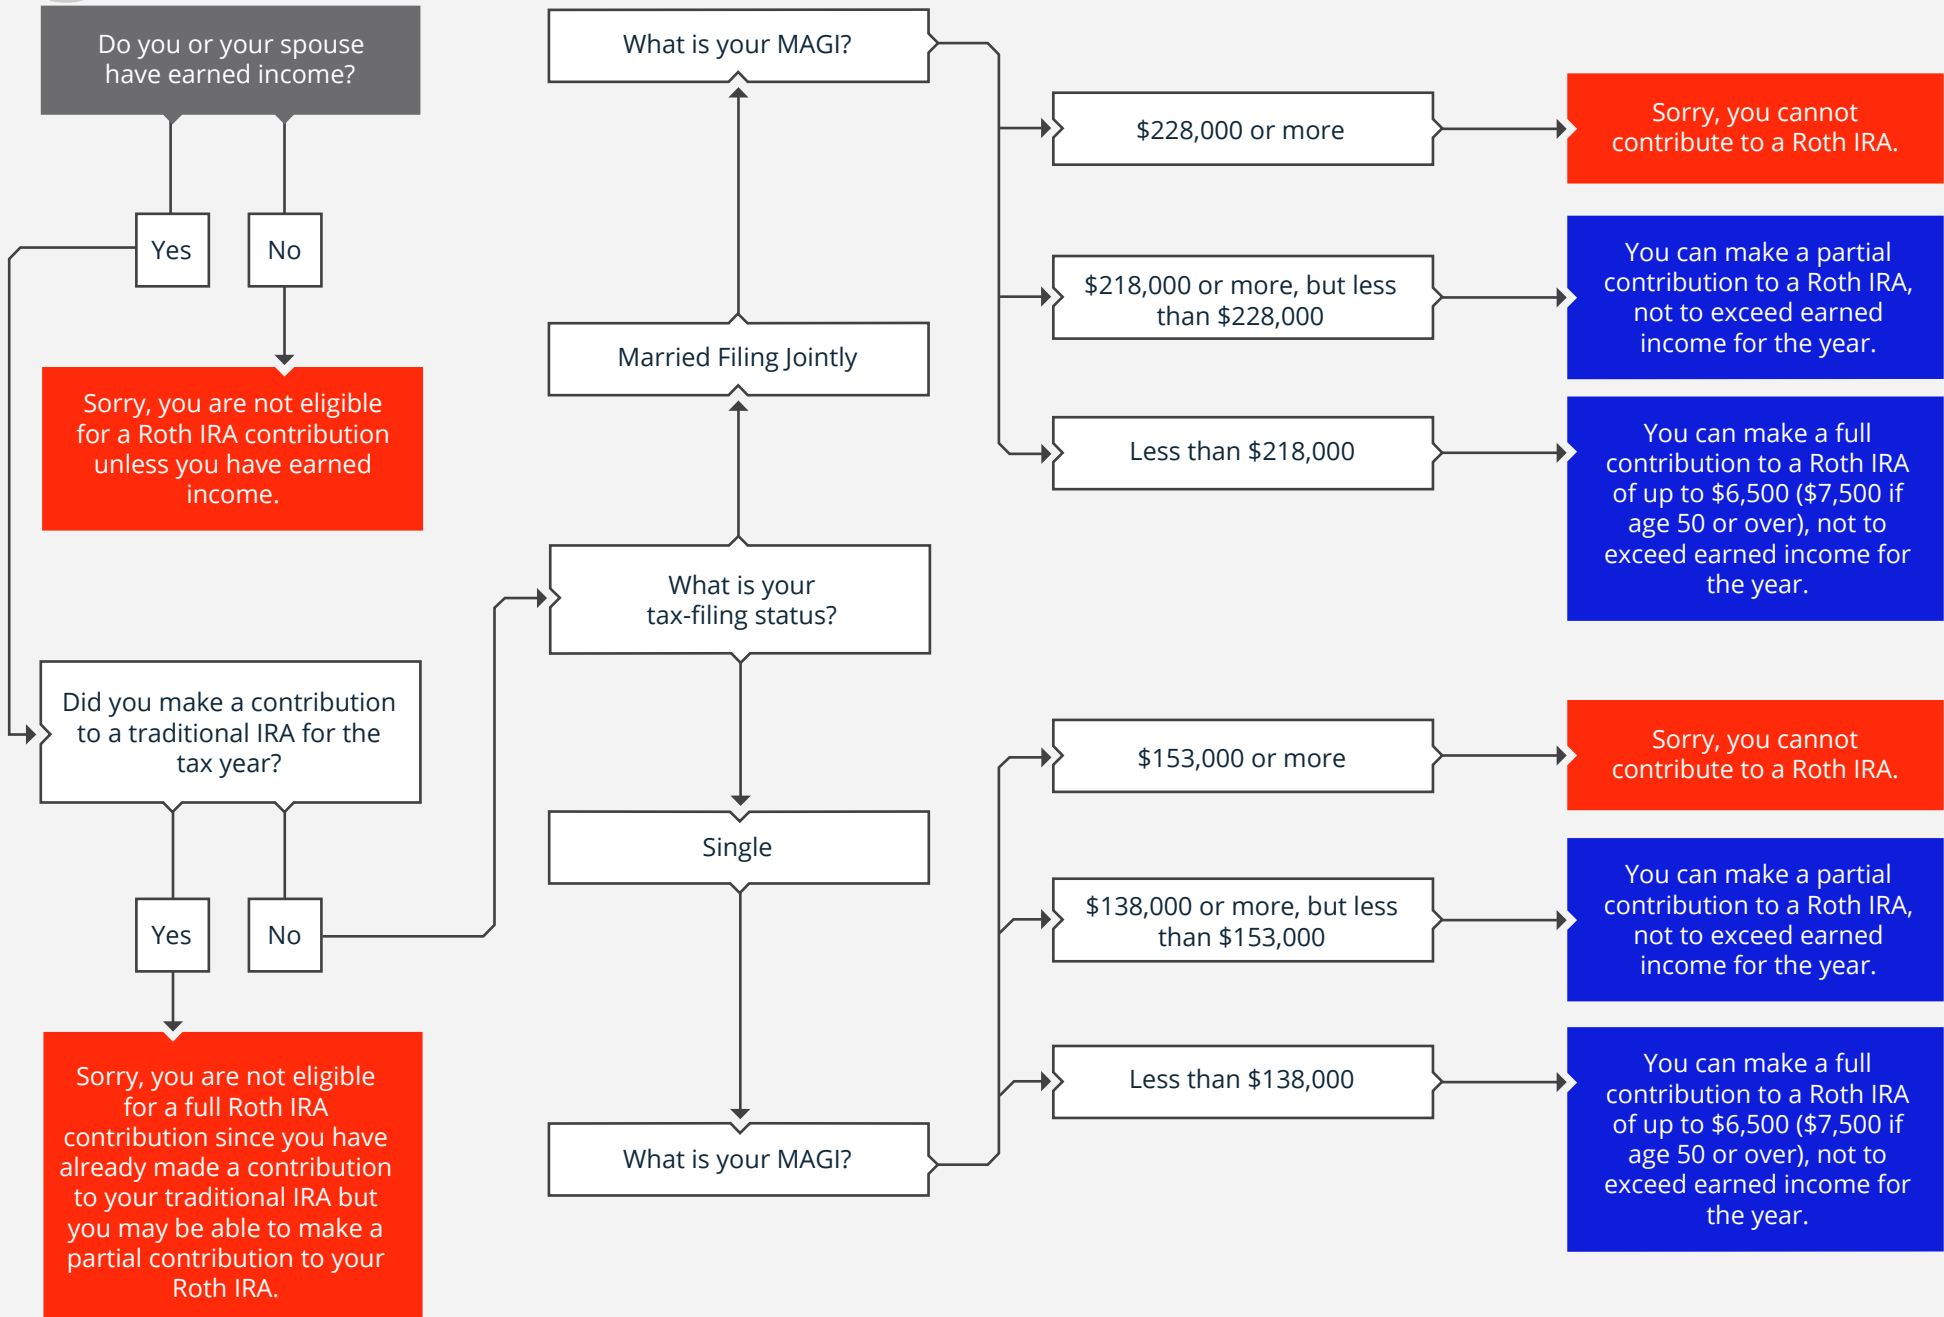 Do you or your spouse
have earned income?
Yes
No
Sorry, you are not eligible
for a Roth IRA contribution
unless you have earned
income.
Did you make a contribution
to a traditional IRA for the
tax year?
Yes
No
Sorry, you are not eligible
for a full Roth IRA
contribution since you have
already made a contribution
to your traditional IRA but
you may be able to make a
partial contribution to your
Roth IRA.
What is your MAGI?
Married Filing Jointly
What is your
tax-filing status?
Single
What is your MAGI?
$228,000 or more
$218,000 or more, but less
than $228,000
Less than $218,000
$153,000 or more
$138,000 or more, but less
than $153,000
Less than $138,000
Sorry, you cannot
contribute to a Roth IRA.
You can make a partial
contribution to a Roth IRA,
not to exceed earned
income for the year.
You can make a full
contribution to a Roth IRA
of up to $6,500 ($7,500 if
age 50 or over), not to
exceed earned income for
the year.
Sorry, you cannot
contribute to a Roth IRA.
You can make a partial
contribution to a Roth IRA,
not to exceed earned
income for the year.
You can make a full
contribution to a Roth IRA
of up to $6,500 ($7,500 if
age 50 or over), not to
exceed earned income for
the year.